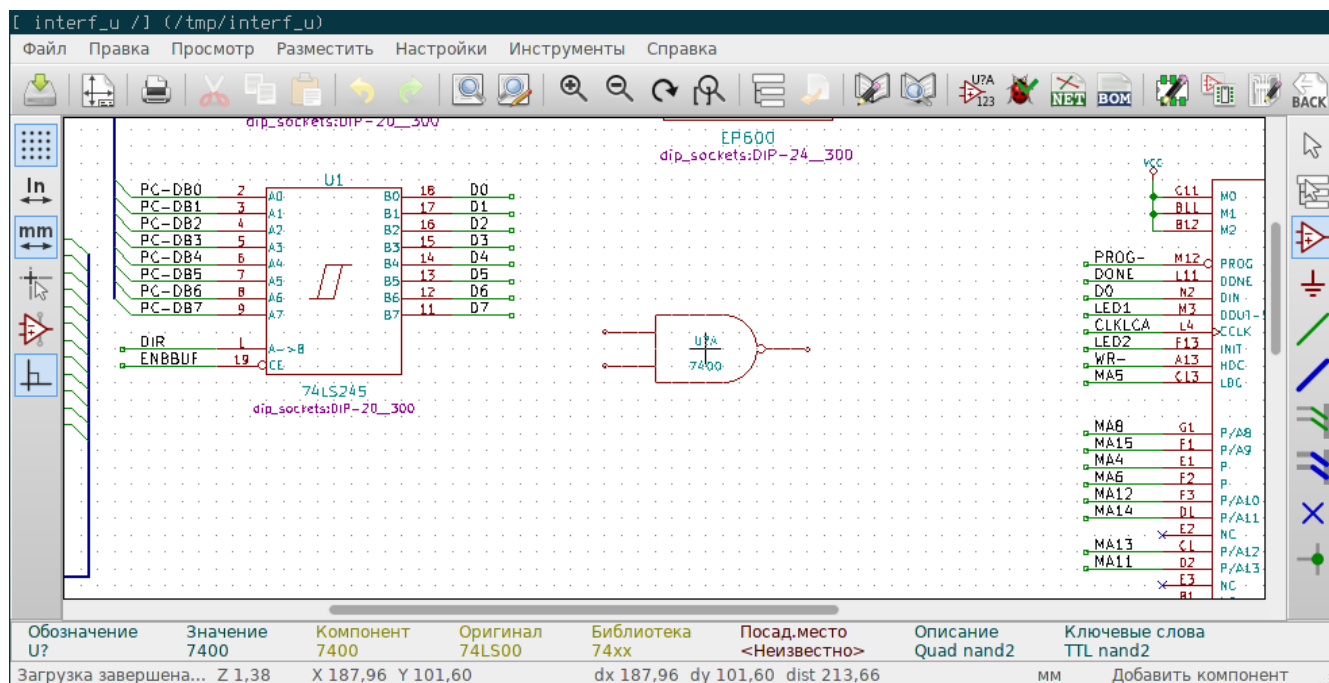 [ interf_u /] (/tmp/interf_u)
Файл Правка Просмотр Разместить Настройки Инструменты Справка
U?A
123
NET
BOM
BACK
In
mm
dip_sockets:DIP-20__300
EP600
dip_sockets:DIP-24__300
VCC
U1
PC-DB0 2 A0 B0 18 D0
PC-DB1 3 A1 B1 17 D1
PC-DB2 4 A2 B2 16 D2
PC-DB3 5 A3 B3 15 D3
PC-DB4 6 A4 B4 14 D4
PC-DB5 7 A5 B5 13 D5
PC-DB6 8 A6 B6 12 D6
PC-DB7 9 A7 B7 11 D7
DIR 1 A->B
ENBBUF 19 CE
74LS245
dip_sockets:DIP-20__300
U?A
7400
C11 M0
B11 M1
B12 M2
PROG- M12 PROG
DONE L11 DONE
D0 N2 DIN
LED1 M3
CLKLCA L4 CCLK
LED2 F13 INIT
WR- A13 HDC
MA5 C13 LDC
MA8 G1 P/A8
MA15 F1 P/A9
MA4 E1 P
MA6 F2 P
MA12 F3 P/A10
MA14 D1 P/A11
E2 NC
MA13 C1 P/A12
MA11 D2 P/A13
E3 NC
B1
Обозначение Значение Компонент Оригинал Библиотека Посад.место Описание Ключевые слова
U? 7400 7400 74LS00 74xx <Неизвестно> Quad nand2 TTL nand2
Загрузка завершена... Z 1,38 X 187,96 Y 101,60 dx 187,96 dy 101,60 dist 213,66 мм Добавить компонент